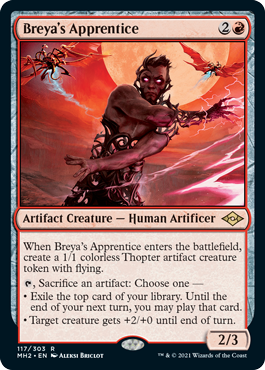 Breya's Apprentice 2
Artifact Creature — Human Artificer
When Breya's Apprentice enters the battlefield,
create a 1/1 colorless Thopter artifact creature
token with flying.
, Sacrifice an artifact: Choose one —
• Exile the top card of your library. Until the
end of your next turn, you may play that card.
• Target creature gets +2/+0 until end of turn.
2/3
117/303 R
MH2 • EN Aleksi Briclot ™ & © 2021 Wizards of the Coast